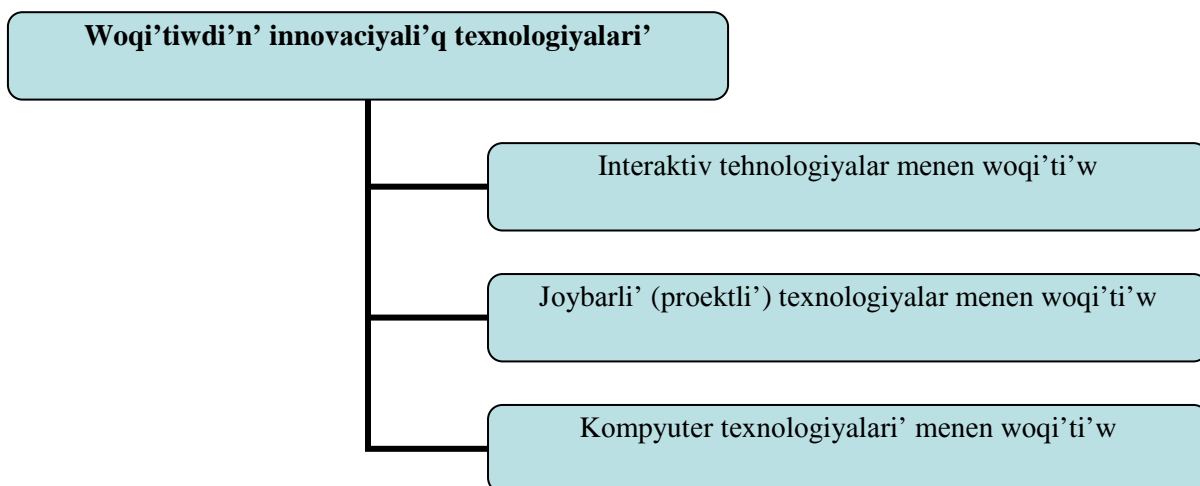 Woqi’tiwdi’n’ innovaciyali’q texnologiyalari’
Interaktiv tehnologiyalar menen woqi’ti’w
Joybarli’ (proektli’) texnologiyalar menen woqi’ti’w
Kompyuter texnologiyalari’ menen woqi’ti’w